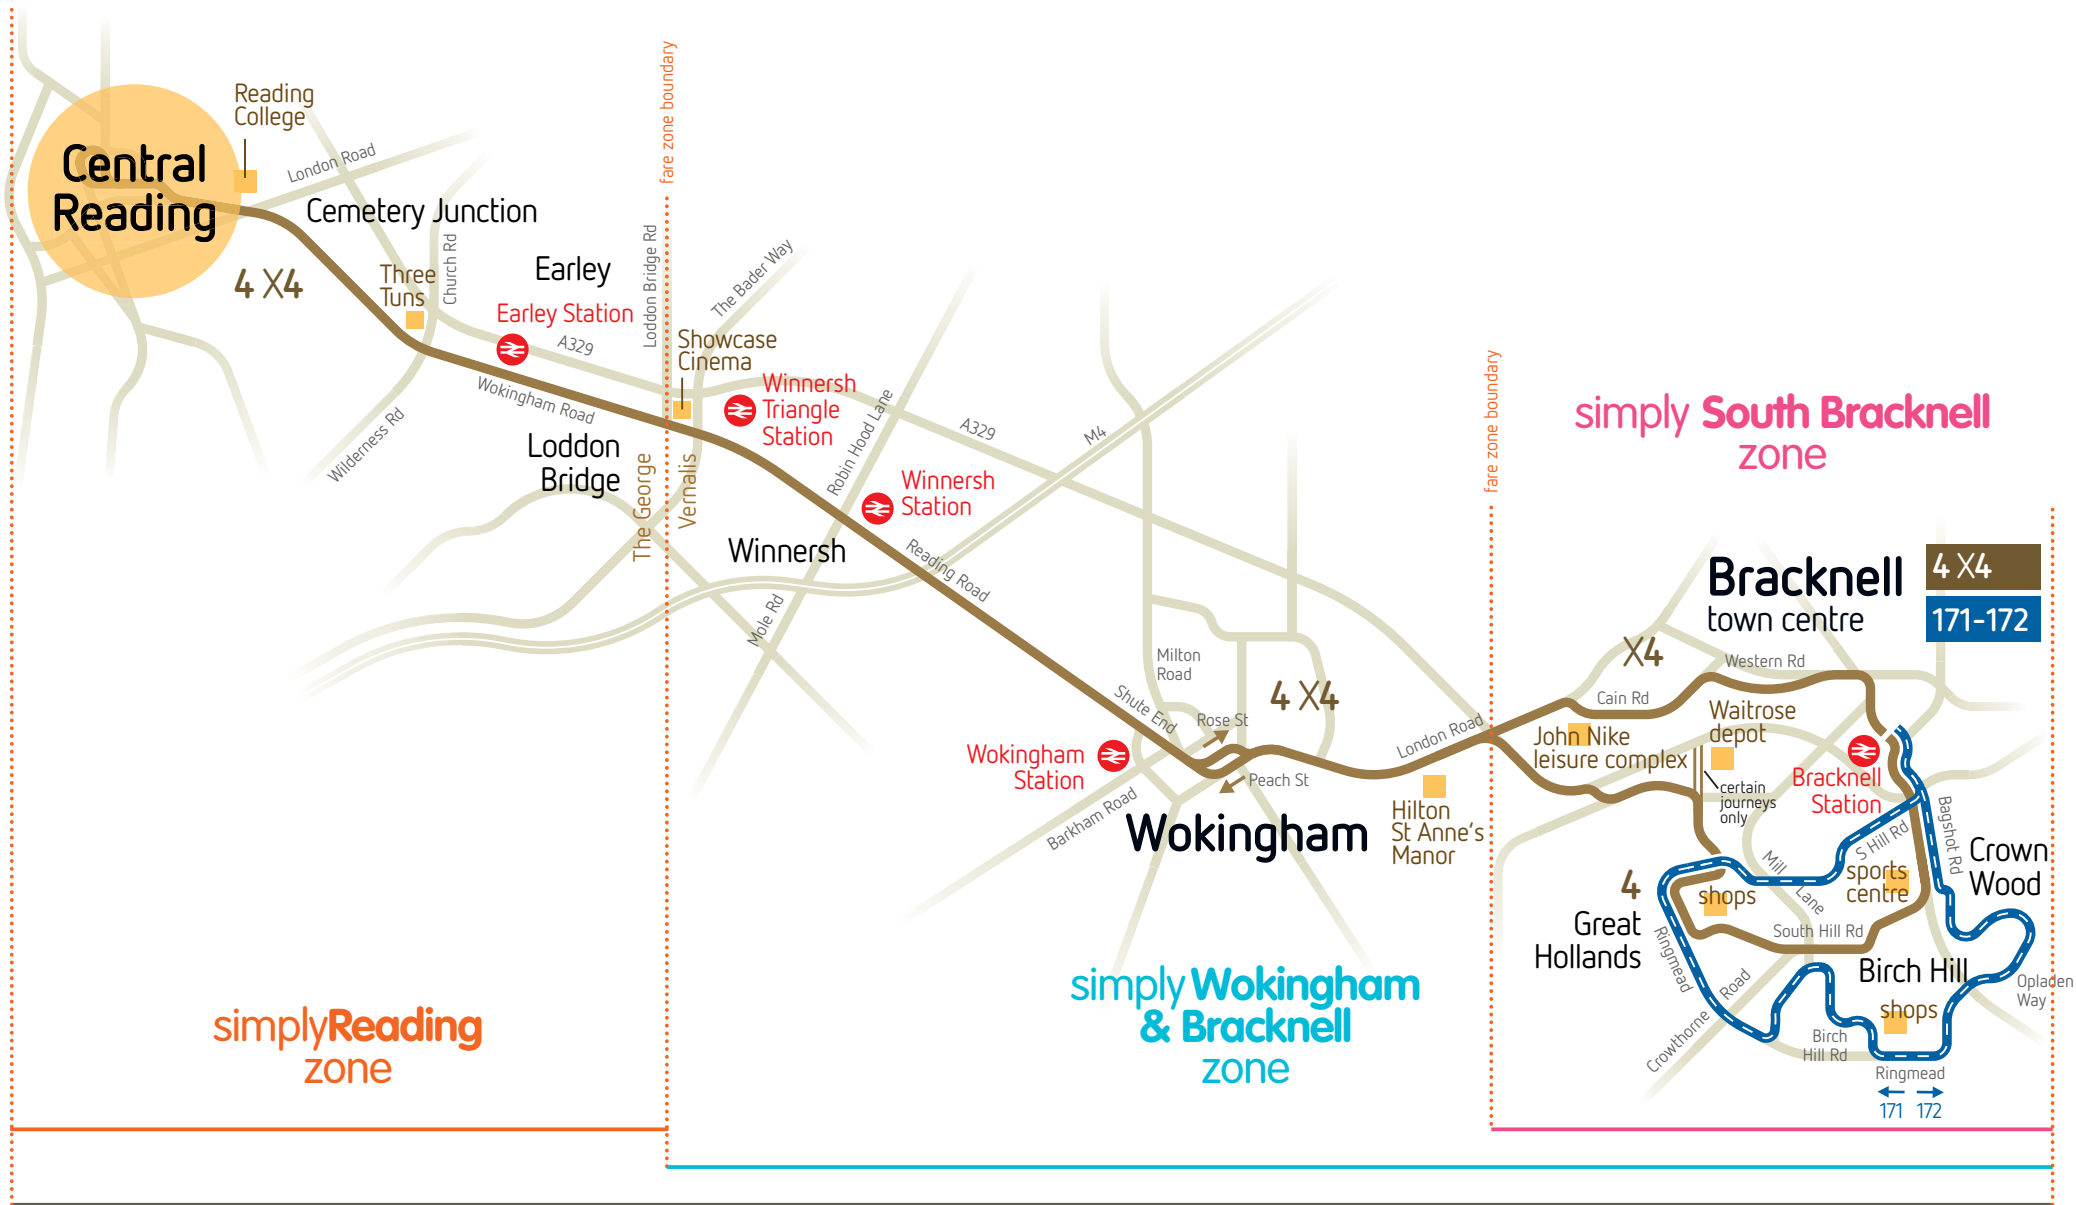 Reading
College
fare zone boundary
Central
Reading
London Road
Cemetery Junction
4 X4
Three
Tuns
Church Rd
Earley
Earley Station
A329
Loddon Bridge Rd
The Bader Way
Showcase
Cinema
Winnersh
Triangle
Station
Wokingham Road
Wilderness Rd
Loddon
Bridge
The George
Vernalis
Robin Hood Lane
A329
M4
Winnersh
Station
Winnersh
Reading Road
Mole Rd
fare zone boundary
simply South Bracknell
zone
Bracknell
town centre
4 X4
171-172
Milton
Road
Shute End
Rose St
4 X4
Peach St
London Road
Wokingham
Station
Barkham Road
Wokingham
Hilton
St Anne's
Manor
X4
Western Rd
Cain Rd
John Nike
leisure complex
Waitrose
depot
certain
journeys
only
Bracknell
Station
Bagshot Rd
S Hill Rd
Mill Lane
sports
centre
Crown
Wood
4
shops
Great
Hollands
Ringmead
South Hill Rd
Birch Hill
shops
Opladen
Way
Crowthorne Road
Birch
Hill Rd
Ringmead
171 172
simplyReading
zone
simply Wokingham
& Bracknell
zone